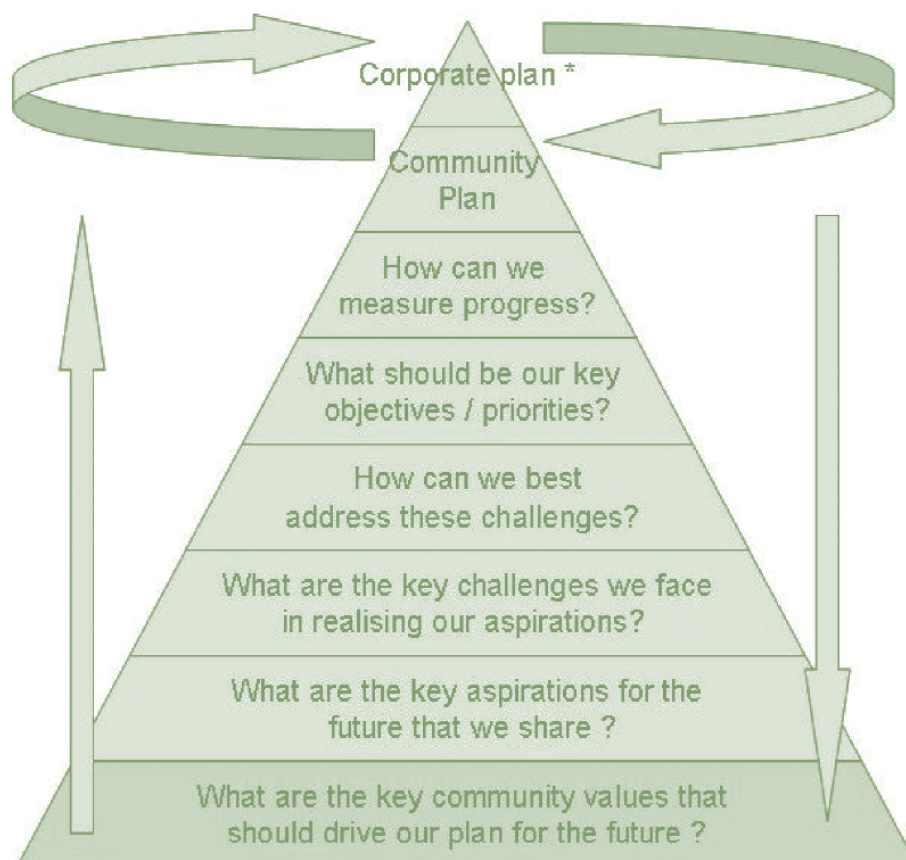 Corporate plan *
Community
Plan
How can we
measure progress?
What should be our key
objectives / priorities?
How can we best
address these challenges?
What are the key challenges we face
in realising our aspirations?
What are the key aspirations for the
future that we share ?
What are the key community values that
should drive our plan for the future ?